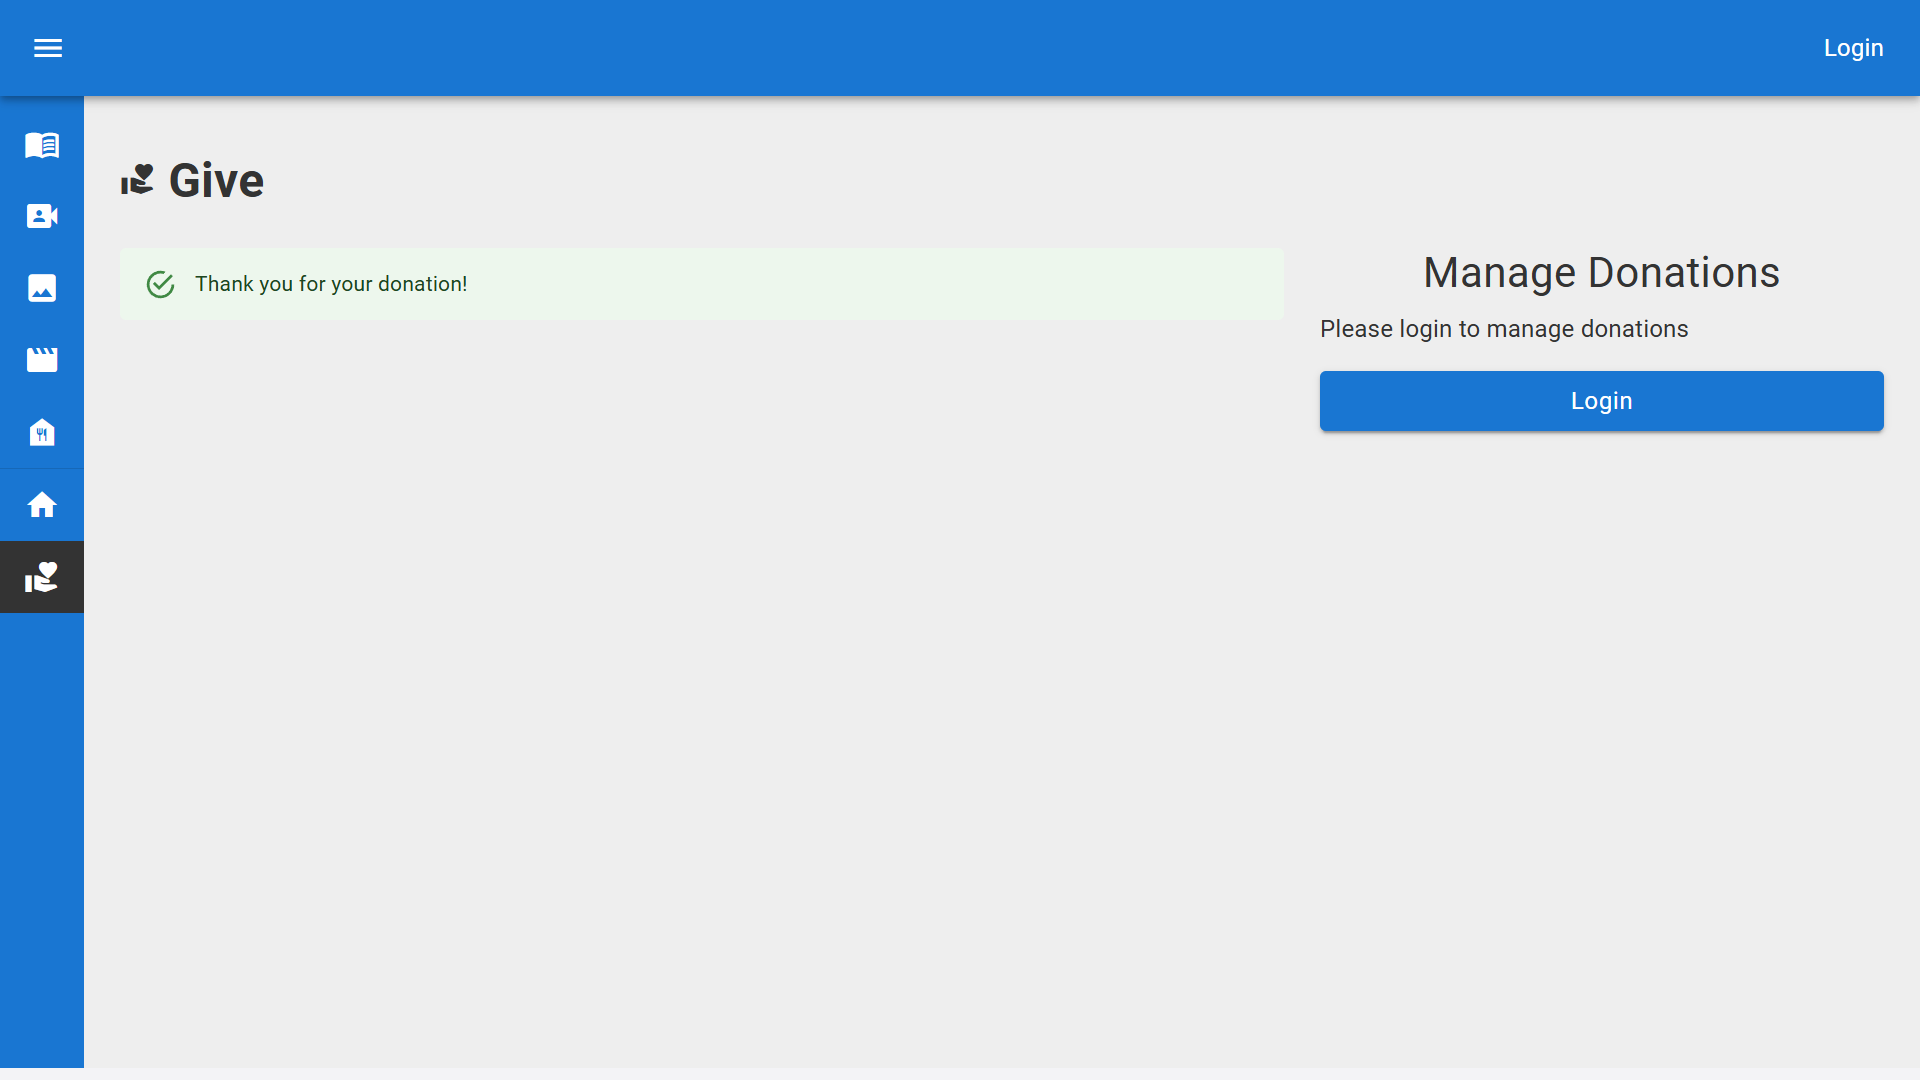 Login
Give
Thank you for your donation!
Manage Donations
Please login to manage donations
Login